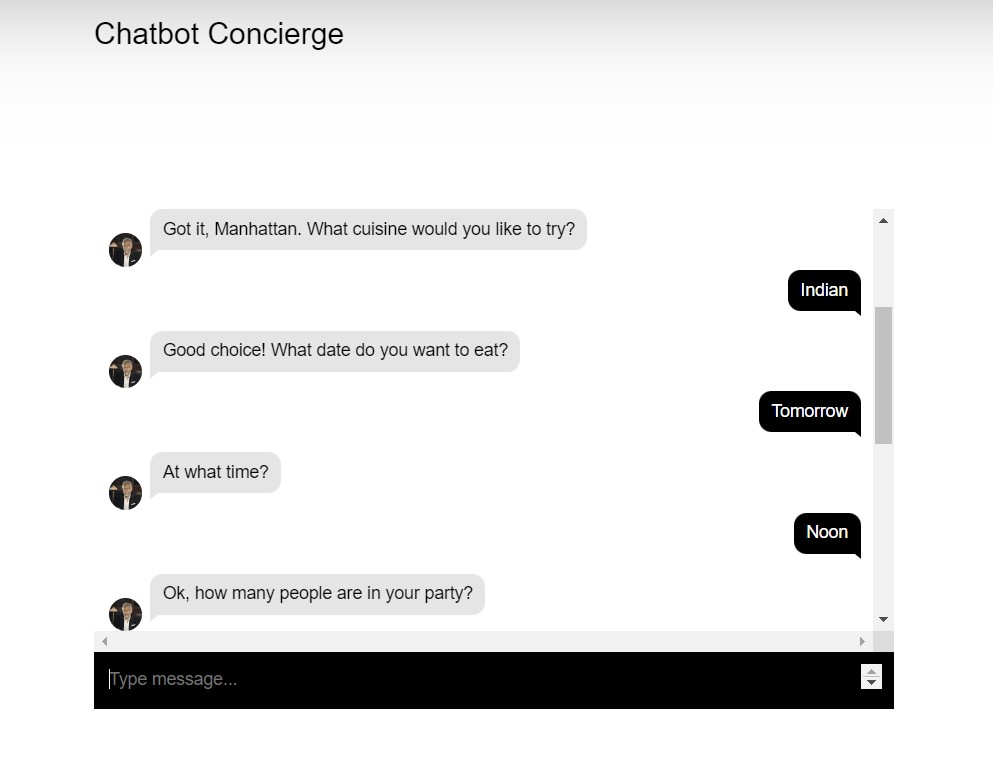 Chatbot Concierge
Got it, Manhattan. What cuisine would you like to try?
Indian
Good choice! What date do you want to eat?
Tomorrow
At what time?
Noon
Ok, how many people are in your party?
Type message...